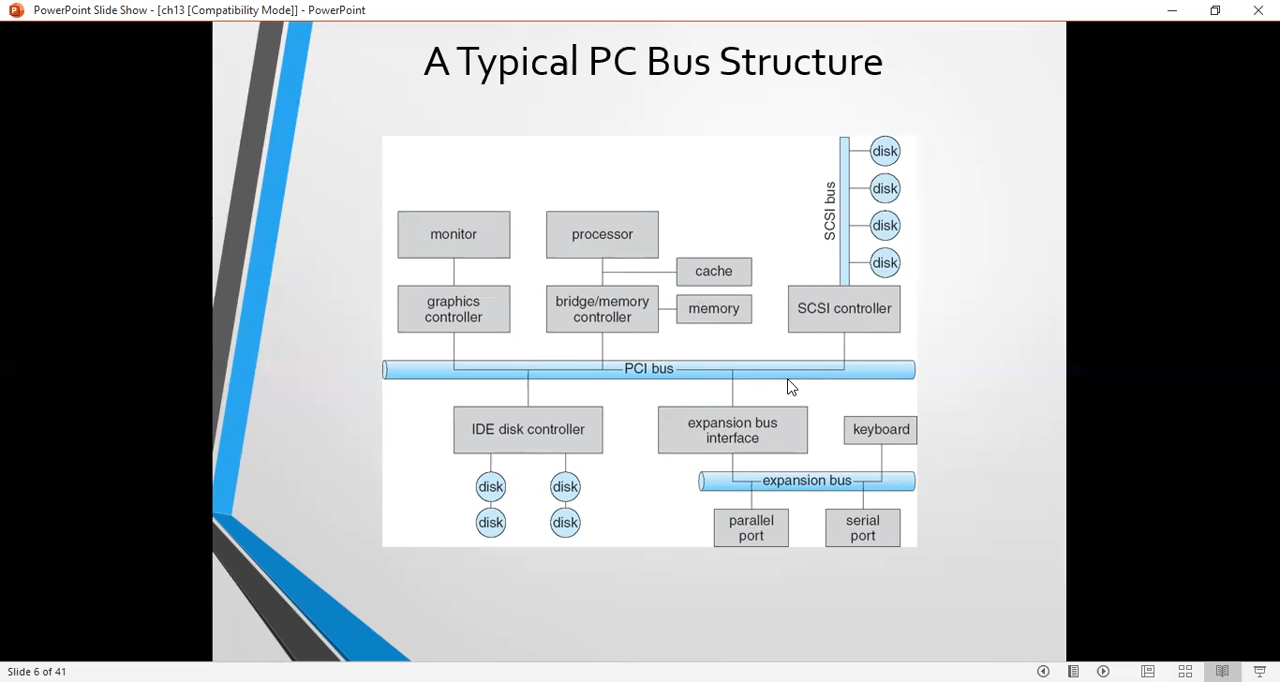 PowerPoint Slide Show - [ch13 [Compatibility Mode]] - PowerPoint
A Typical PC Bus Structure
disk
disk
disk
disk
SCSI bus
monitor
processor
cache
graphics
controller
bridge/memory
controller
memory
SCSI controller
PCI bus
IDE disk controller
expansion bus
interface
keyboard
disk
disk
expansion bus
disk
disk
parallel
port
serial
port
Slide 6 of 41